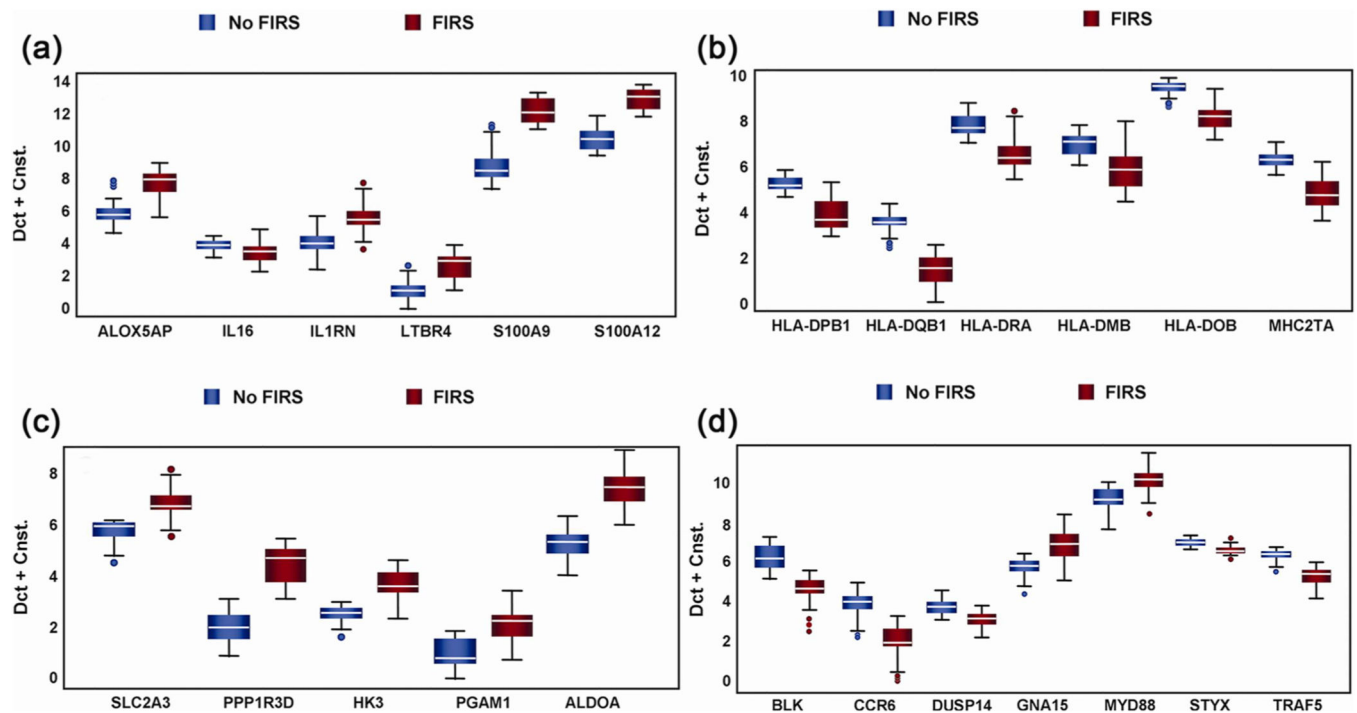 No FIRS FIRS
(a)
14
12
10
8
6
4
2
0
Dct + Cnst.
ALOX5AP IL16 IL1RN LTBR4 S100A9 S100A12
No FIRS FIRS
(b)
10
8
6
4
2
0
Dct + Cnst.
HLA-DPB1 HLA-DQB1 HLA-DRA HLA-DMB HLA-DOB MHC2TA
No FIRS FIRS
(c)
8
6
4
2
0
Dct + Cnst.
SLC2A3 PPP1R3D HK3 PGAM1 ALDOA
No FIRS FIRS
(d)
10
8
6
4
2
0
Dct + Cnst.
BLK CCR6 DUSP14 GNA15 MYD88 STYX TRAF5